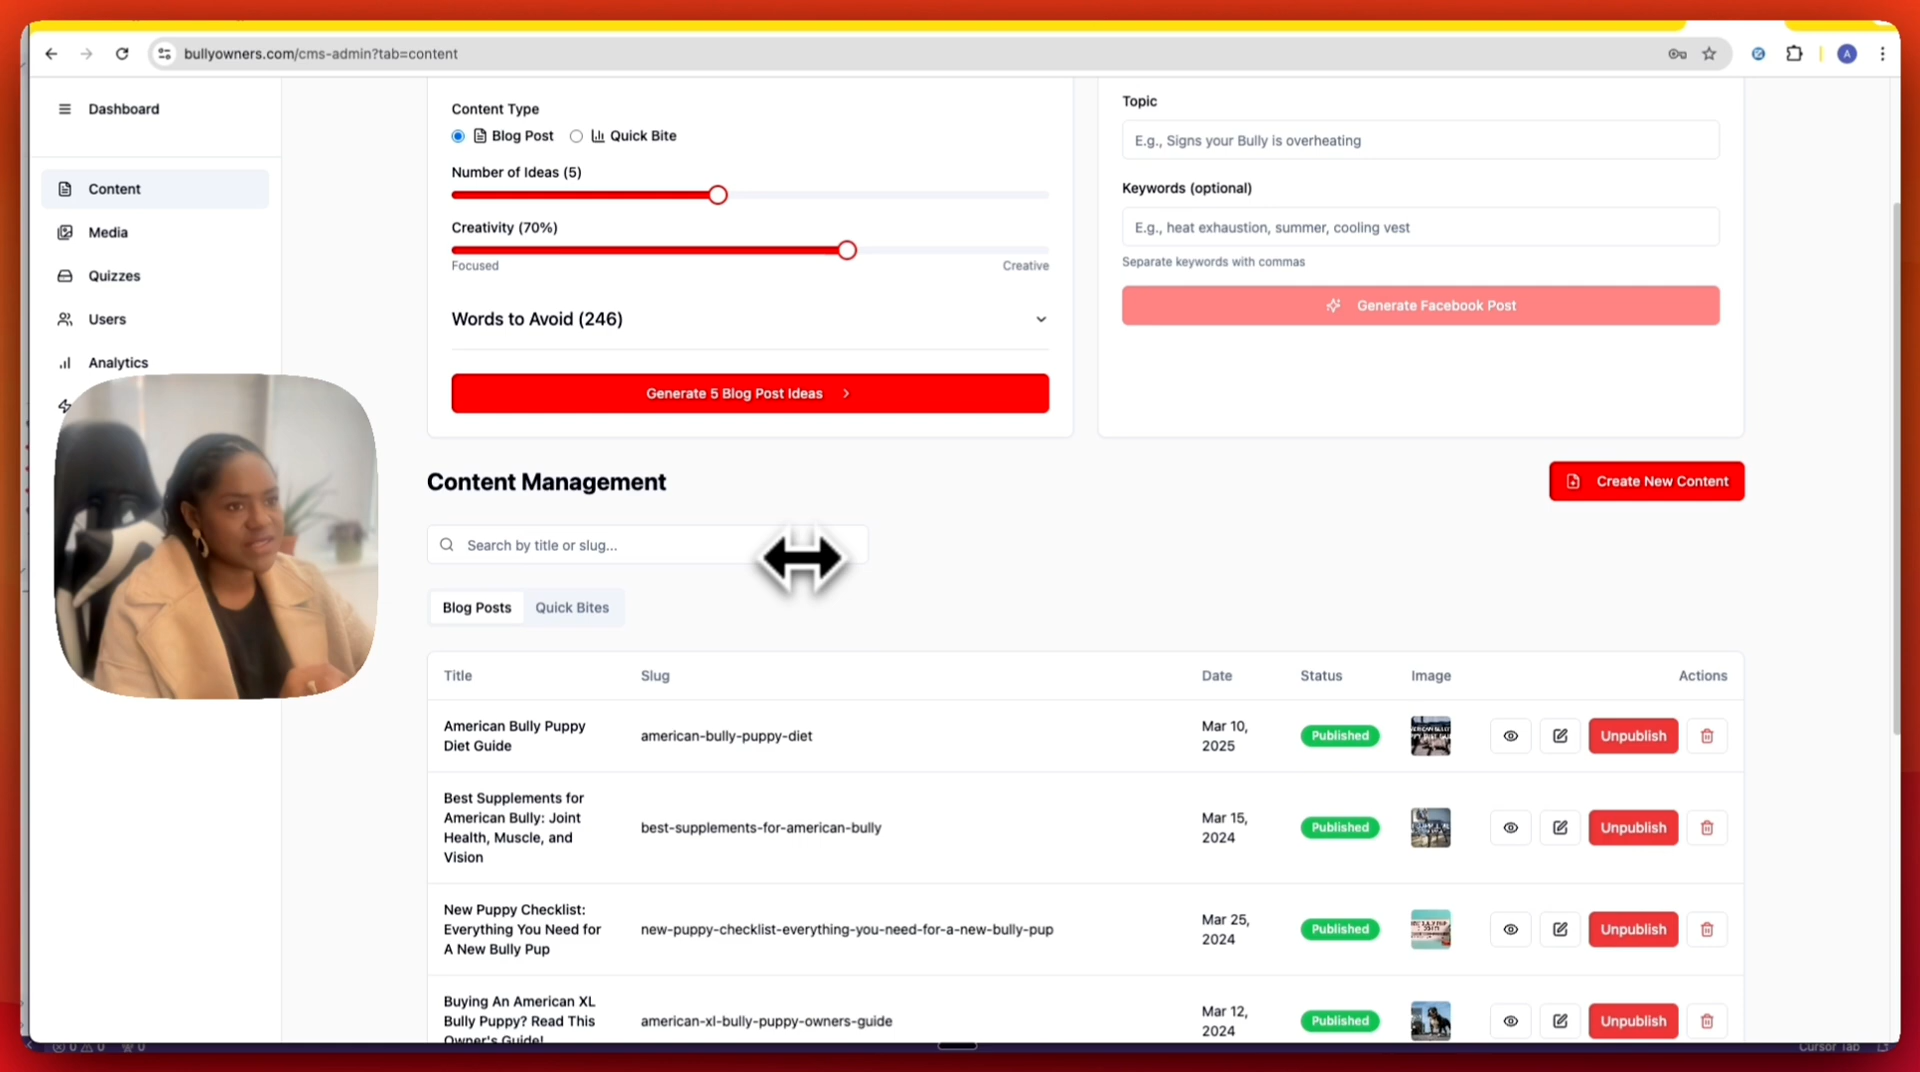 bullyowners.com/cms-admin?tab=content
A
Dashboard
Content
Media
Quizzes
Users
Analytics
Content Type
Blog Post
Quick Bite
Number of Ideas (5)
Creativity (70%)
Focused
Creative
Words to Avoid (246)
Generate 5 Blog Post Ideas
Topic
E.g., Signs your Bully is overheating
Keywords (optional)
E.g., heat exhaustion, summer, cooling vest
Separate keywords with commas
Generate Facebook Post
Content Management
Create New Content
Search by title or slug...
Blog Posts
Quick Bites
Title Slug Date Status Image Actions
American Bully Puppy
Diet Guide
american-bully-puppy-diet
Mar 10,
2025
Published
Unpublish
Best Supplements for
American Bully: Joint
Health, Muscle, and
Vision
best-supplements-for-american-bully
Mar 15,
2024
Published
Unpublish
New Puppy Checklist:
Everything You Need for
A New Bully Pup
new-puppy-checklist-everything-you-need-for-a-new-bully-pup
Mar 25,
2024
Published
Unpublish
Buying An American XL
Bully Puppy? Read This
Owner's Guide!
american-xl-bully-puppy-owners-guide
Mar 12,
2024
Published
Unpublish
0 0 0
Cursor Tab